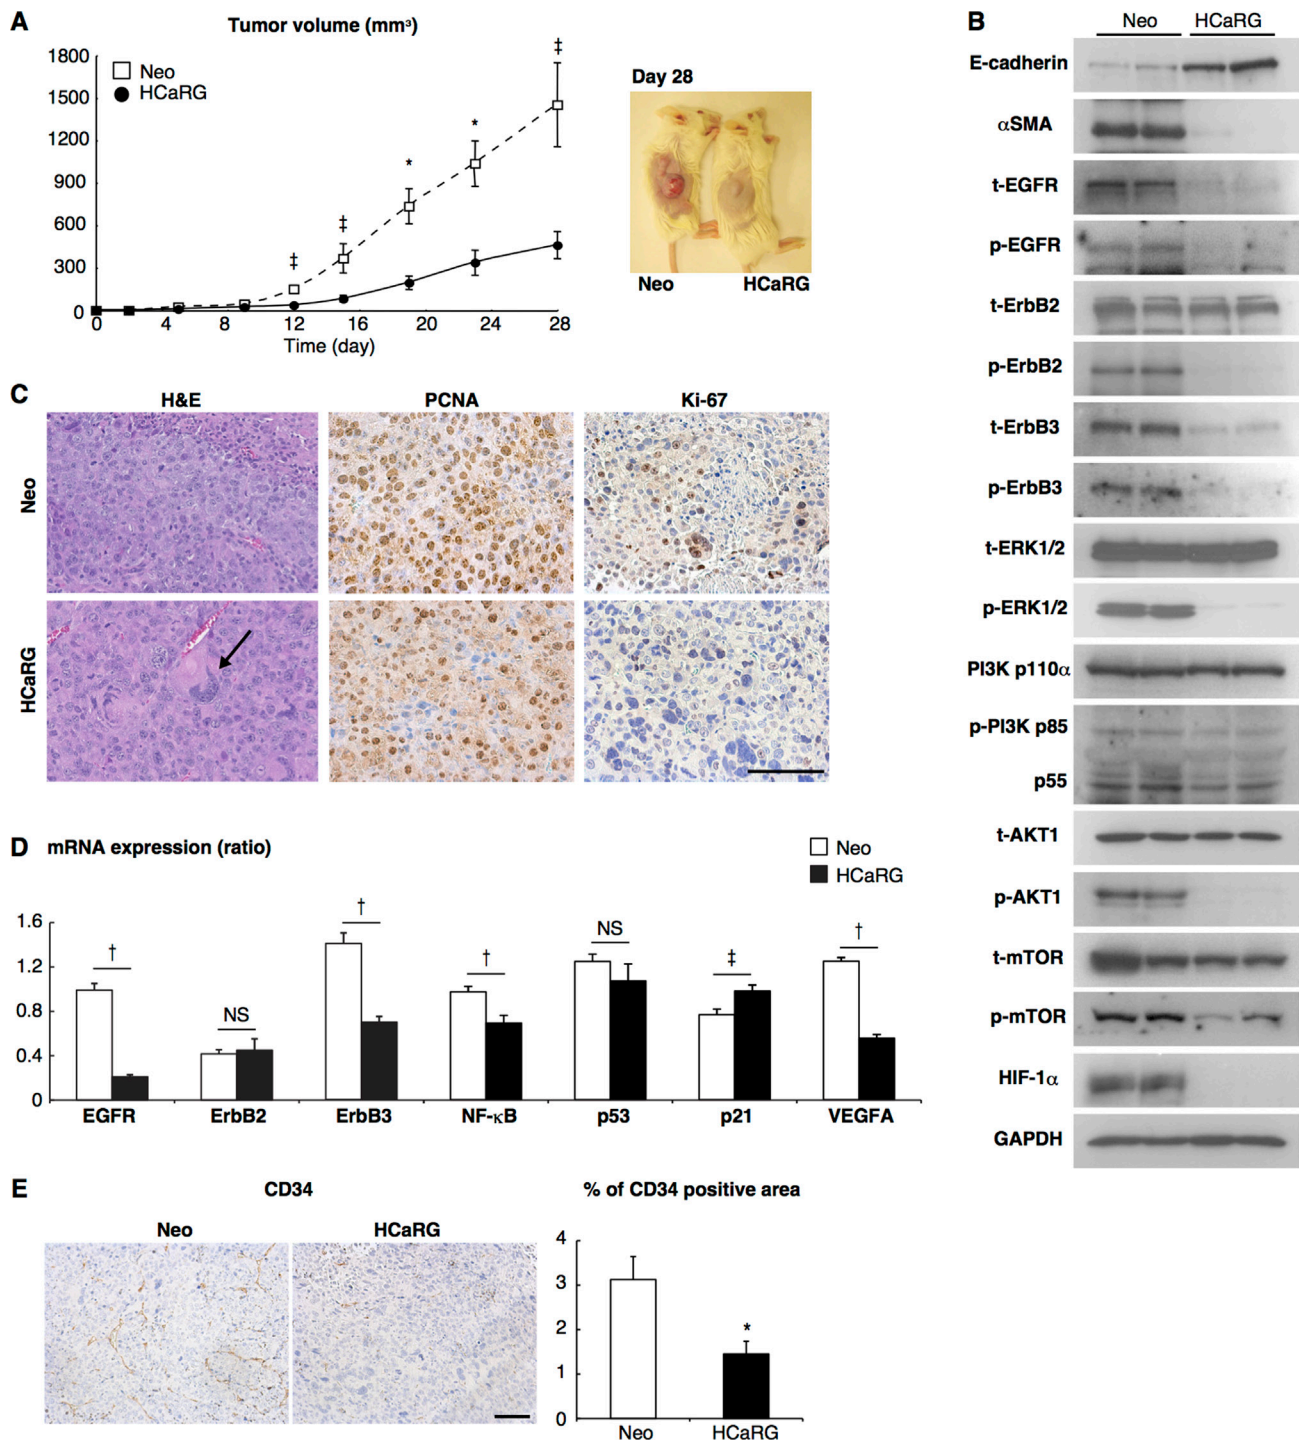 A
Tumor volume (mm³)
1800
1500
1200
900
600
300
0
Neo
HCaRG
‡
‡
*
*
‡
0 4 8 12 16 20 24 28
Time (day)
Day 28
Neo HCaRG
B
Neo HCaRG
E-cadherin
αSMA
t-EGFR
p-EGFR
t-ErbB2
p-ErbB2
t-ErbB3
p-ErbB3
t-ERK1/2
p-ERK1/2
PI3K p110α
p-PI3K p85
p55
t-AKT1
p-AKT1
t-mTOR
p-mTOR
HIF-1α
GAPDH
C
H&E PCNA Ki-67
Neo
HCaRG
D mRNA expression (ratio)
Neo
HCaRG
1.6
1.2
0.8
0.4
0
† NS † † NS ‡ †
EGFR ErbB2 ErbB3 NF-κB p53 p21 VEGFA
E
CD34
Neo HCaRG
% of CD34 positive area
4
3
2
1
0
*
Neo HCaRG